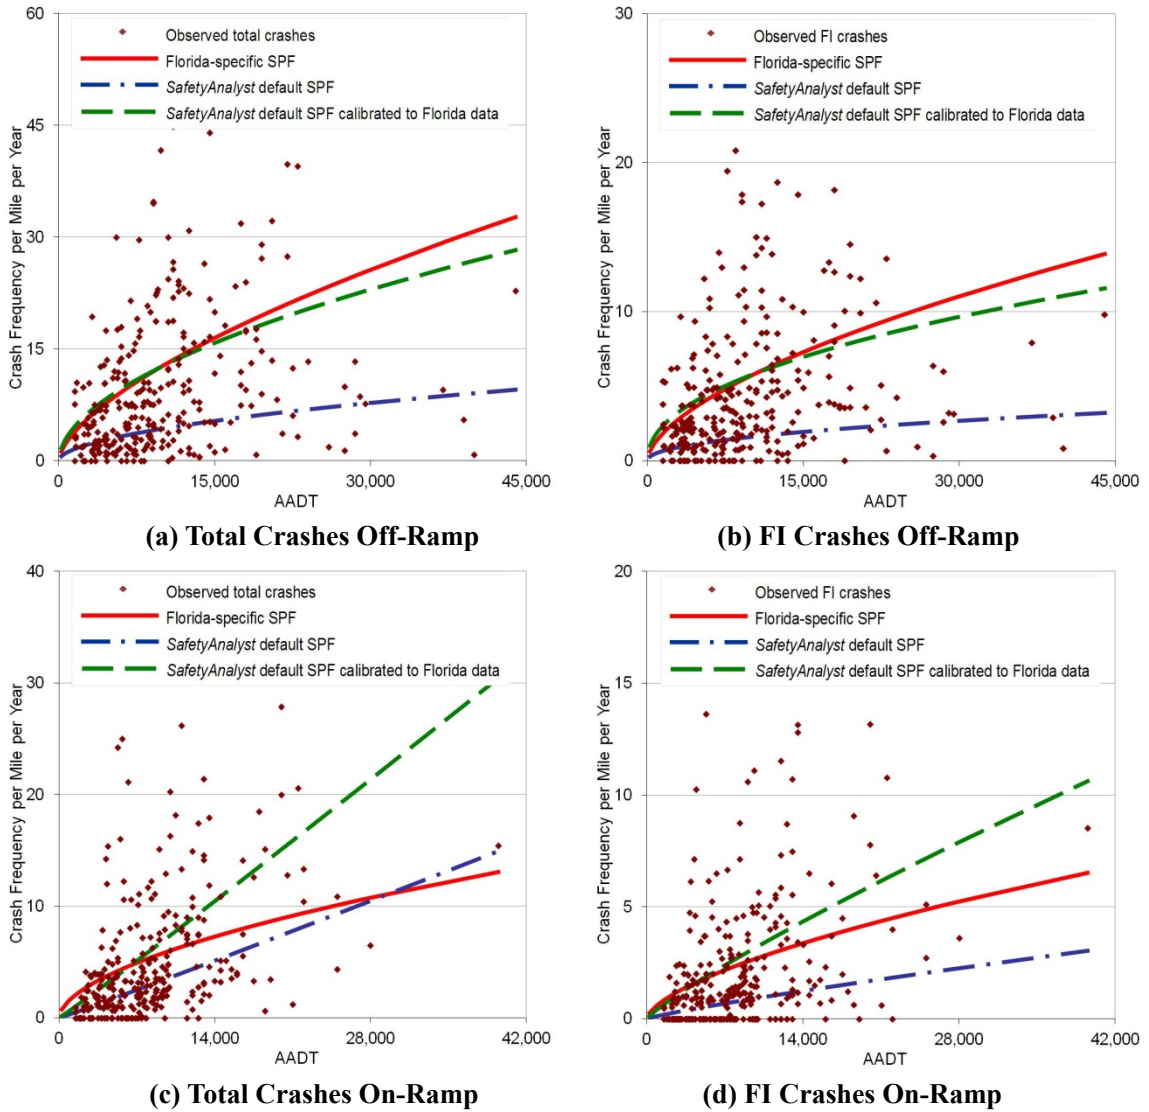 60
45
30
15
0
Crash Frequency per Mile per Year
Observed total crashes
Florida-specific SPF
SafetyAnalyst default SPF
SafetyAnalyst default SPF calibrated to Florida data
0 15,000 30,000 45,000
AADT
(a) Total Crashes Off-Ramp
30
20
10
0
Crash Frequency per Mile per Year
Observed FI crashes
Florida-specific SPF
SafetyAnalyst default SPF
SafetyAnalyst default SPF calibrated to Florida data
0 15,000 30,000 45,000
AADT
(b) FI Crashes Off-Ramp
40
30
20
10
0
Crash Frequency per Mile per Year
Observed total crashes
Florida-specific SPF
SafetyAnalyst default SPF
SafetyAnalyst default SPF calibrated to Florida data
0 14,000 28,000 42,000
AADT
(c) Total Crashes On-Ramp
20
15
10
5
0
Crash Frequency per Mile per Year
Observed FI crashes
Florida-specific SPF
SafetyAnalyst default SPF
SafetyAnalyst default SPF calibrated to Florida data
0 14,000 28,000 42,000
AADT
(d) FI Crashes On-Ramp